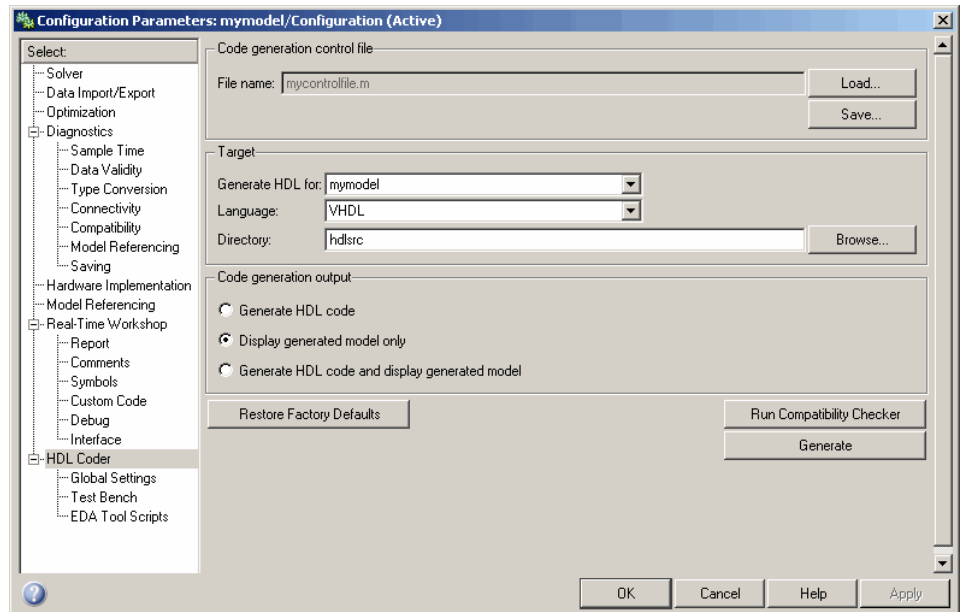 Configuration Parameters: mymodel/Configuration (Active)
Select:
Solver
Data Import/Export
Optimization
Diagnostics
Sample Time
Data Validity
Type Conversion
Connectivity
Compatibility
Model Referencing
Saving
Hardware Implementation
Model Referencing
Real-Time Workshop
Report
Comments
Symbols
Custom Code
Debug
Interface
HDL Coder
Global Settings
Test Bench
EDA Tool Scripts
Code generation control file
File name: mycontrolfile.m Load...
Save...
Target
Generate HDL for: mymodel
Language: VHDL
Directory: hdlsrc Browse...
Code generation output
Generate HDL code
Display generated model only
Generate HDL code and display generated model
Restore Factory Defaults Run Compatibility Checker
Generate
OK Cancel Help Apply